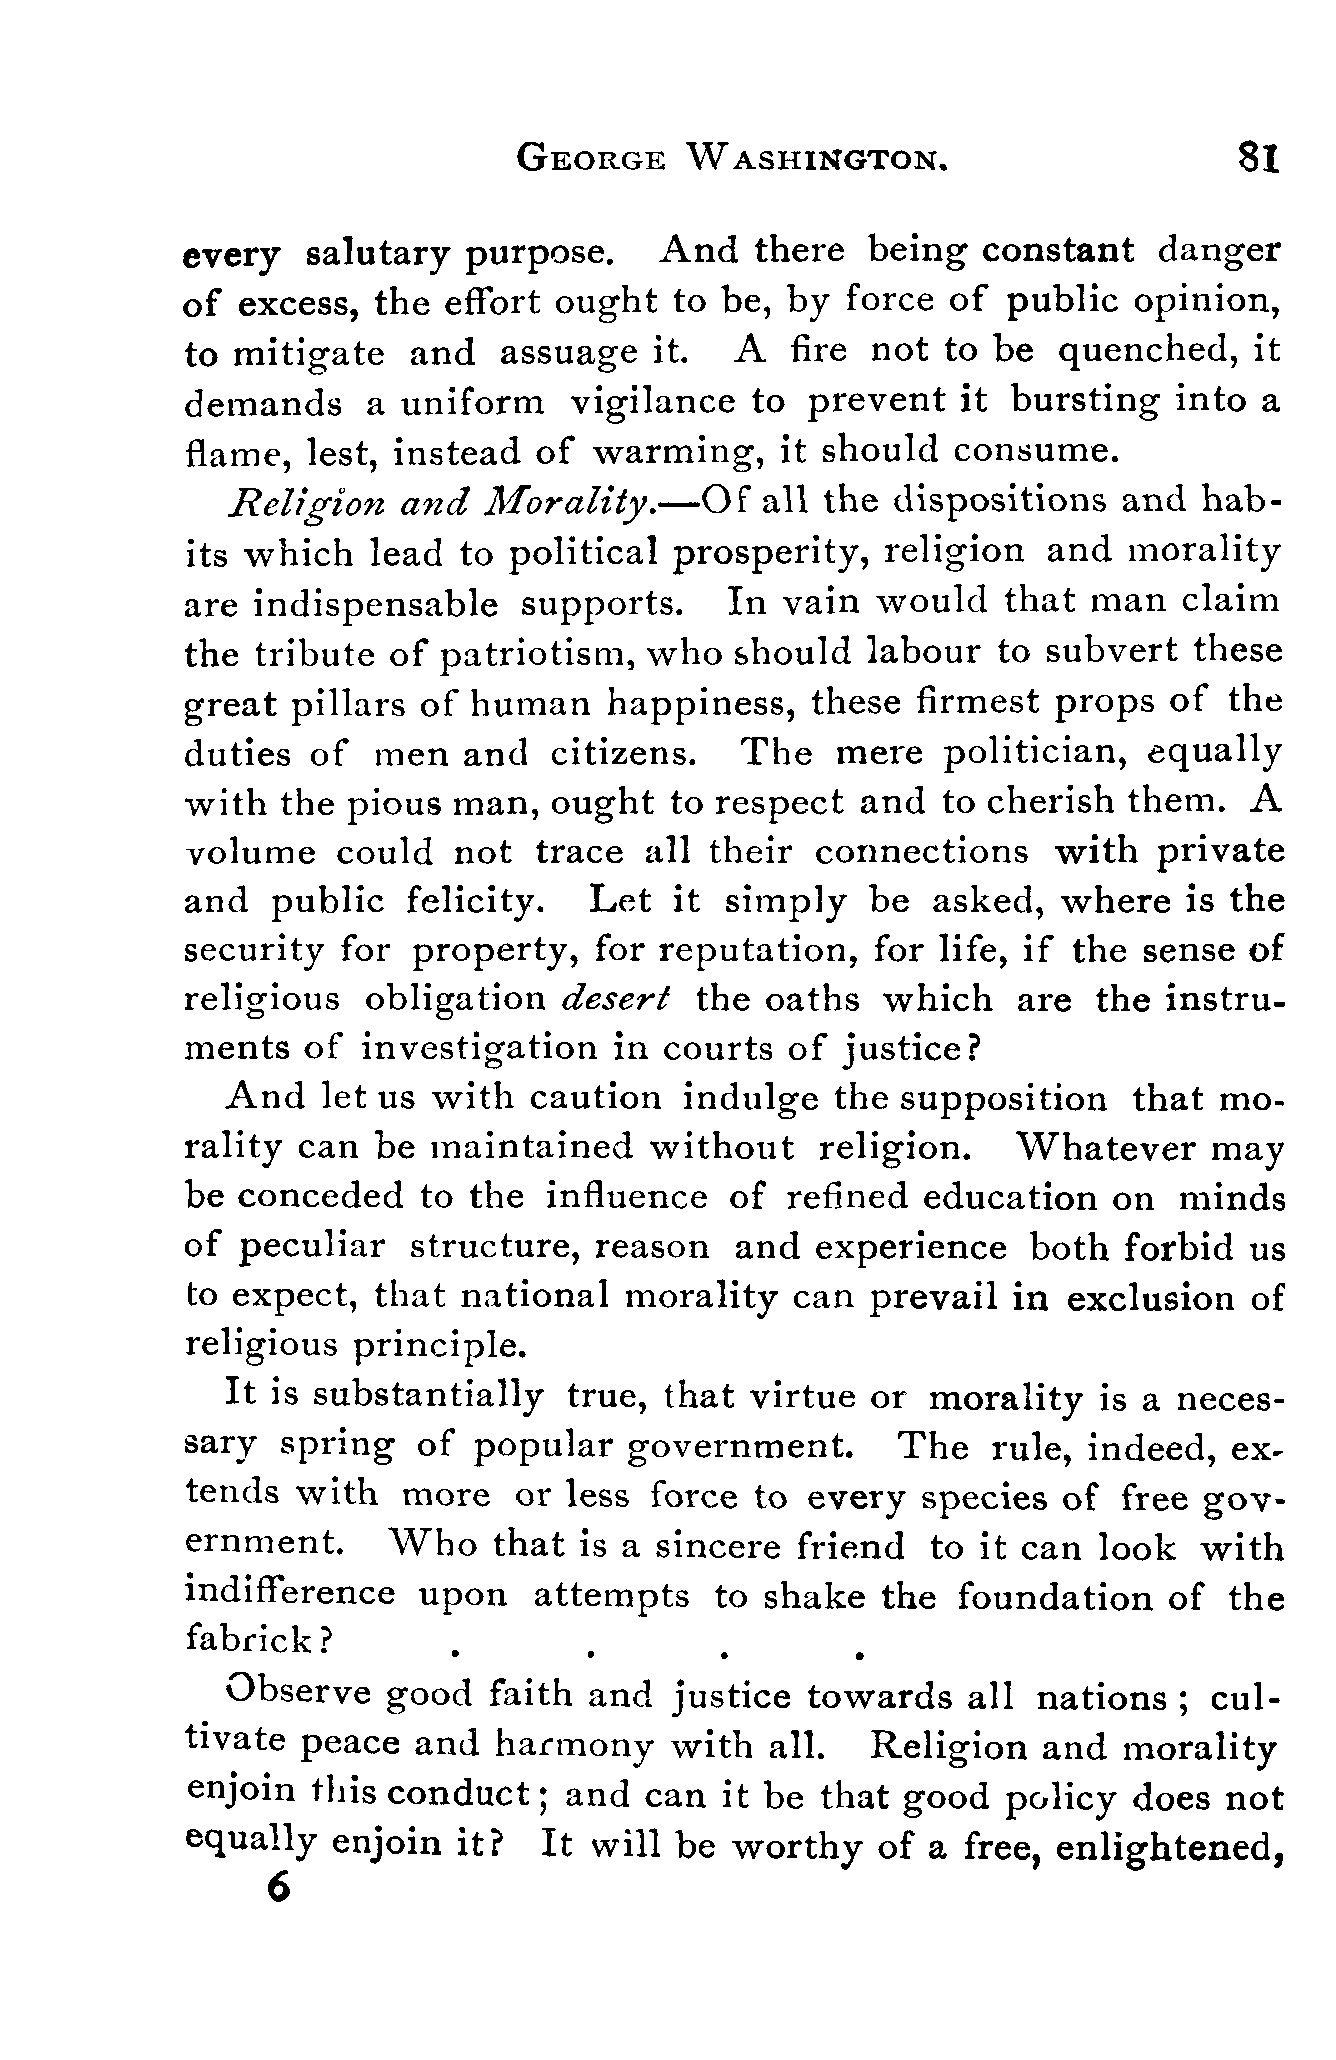 GEORGE WASHINGTON. 81
every salutary purpose. And there being constant danger
of excess, the effort ought to be, by force of public opinion,
to mitigate and assuage it. A fire not to be quenched, it
demands a uniform vigilance to prevent it bursting into a
flame, lest, instead of warming, it should consume.
Religion and Morality.—Of all the dispositions and hab-
its which lead to political prosperity, religion and morality
are indispensable supports. In vain would that man claim
the tribute of patriotism, who should labour to subvert these
great pillars of human happiness, these firmest props of the
duties of men and citizens. The mere politician, equally
with the pious man, ought to respect and to cherish them. A
volume could not trace all their connections with private
and public felicity. Let it simply be asked, where is the
security for property, for reputation, for life, if the sense of
religious obligation desert the oaths which are the instru-
ments of investigation in courts of justice?
And let us with caution indulge the supposition that mo-
rality can be maintained without religion. Whatever may
be conceded to the influence of refined education on minds
of peculiar structure, reason and experience both forbid us
to expect, that national morality can prevail in exclusion of
religious principle.
It is substantially true, that virtue or morality is a neces-
sary spring of popular government. The rule, indeed, ex-
tends with more or less force to every species of free gov-
ernment. Who that is a sincere friend to it can look with
indifference upon attempts to shake the foundation of the
fabrick? . . . .
Observe good faith and justice towards all nations; cul-
tivate peace and harmony with all. Religion and morality
enjoin this conduct; and can it be that good policy does not
equally enjoin it? It will be worthy of a free, enlightened,
6